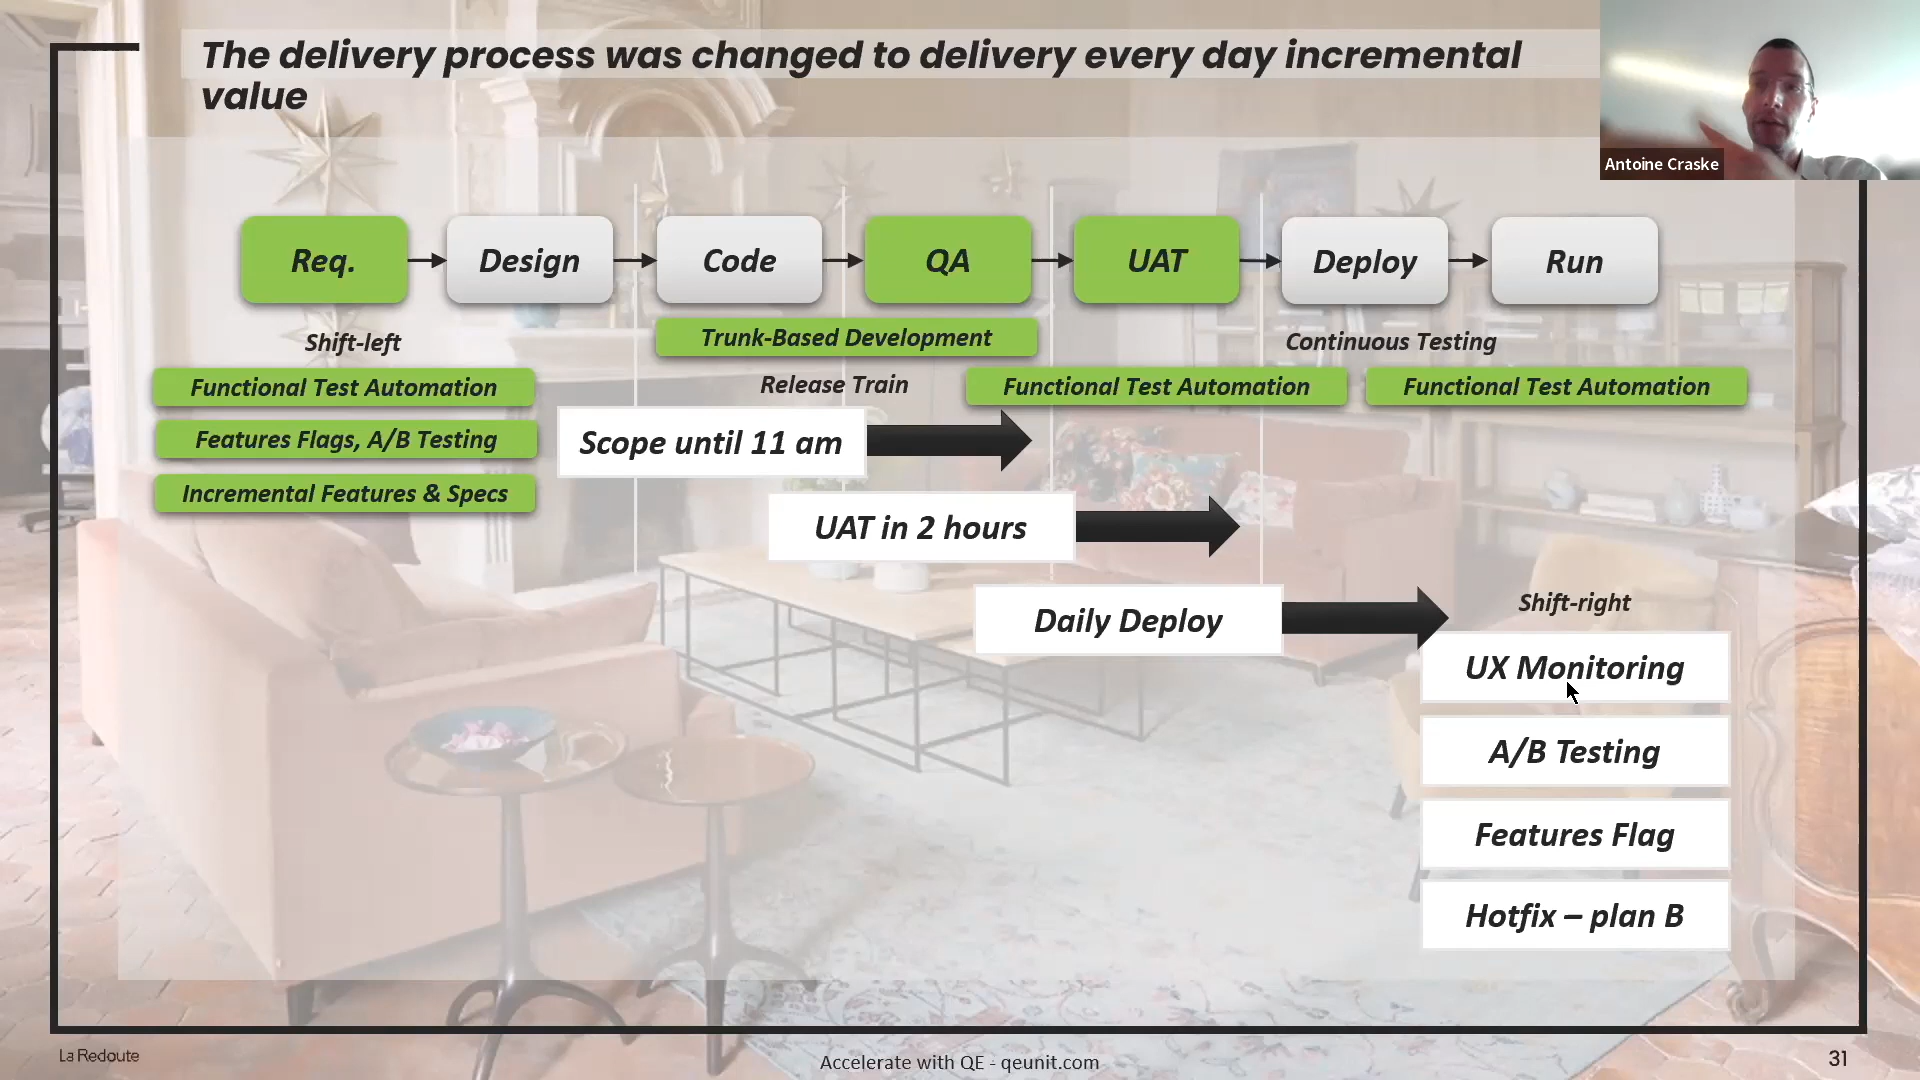 The delivery process was changed to delivery every day incremental
value
Antoine Craske
Req.
Design
Code
QA
UAT
Deploy
Run
Shift-left
Trunk-Based Development
Continuous Testing
Functional Test Automation
Release Train
Functional Test Automation
Functional Test Automation
Features Flags, A/B Testing
Scope until 11 am
Incremental Features & Specs
UAT in 2 hours
Daily Deploy
Shift-right
UX Monitoring
A/B Testing
Features Flag
Hotfix – plan B
La Redoute
Accelerate with QE - qeunit.com
31